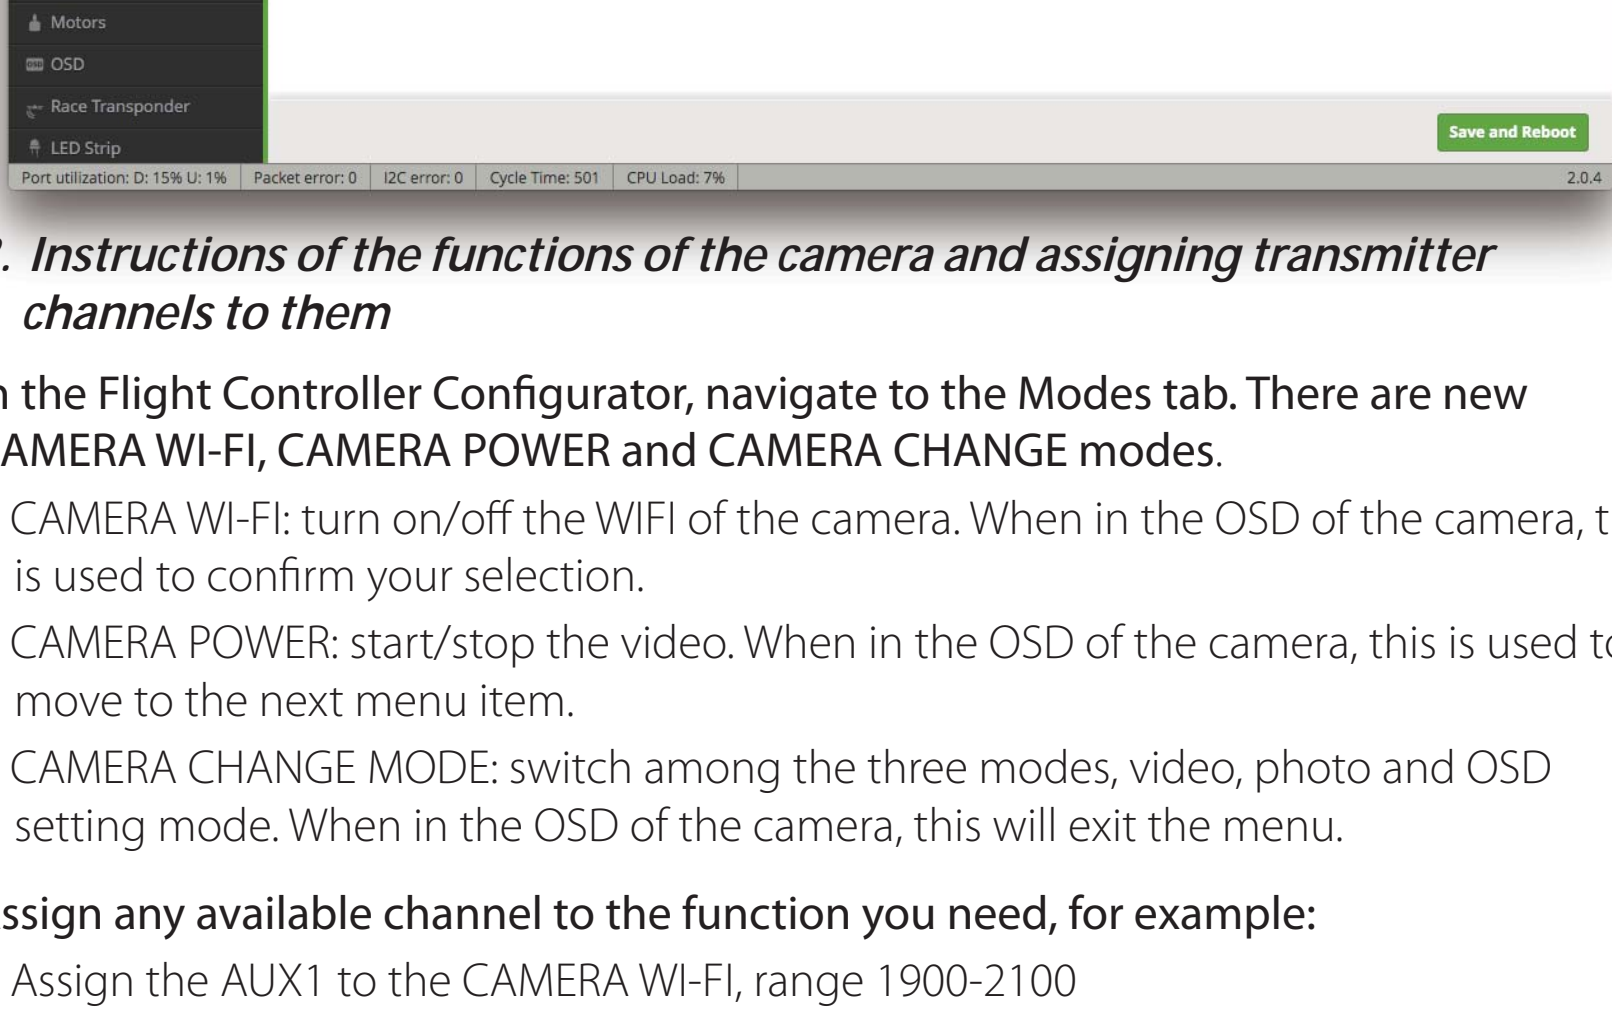 Motors
OSD
Race Transponder
Save and Reboot
LED Strip
Port utilization: D: 15% U: 1% Packet error: 0 I2C error: 0 Cycle Time: 501 CPU Load: 7% 2.0.4
. Instructions of the functions of the camera and assigning transmitter
channels to them
the Flight Controller Configurator, navigate to the Modes tab. There are new
AMERA WI-FI, CAMERA POWER and CAMERA CHANGE modes.
CAMERA WI-FI: turn on/off the WIFI of the camera. When in the OSD of the camera, t
is used to confirm your selection.
CAMERA POWER: start/stop the video. When in the OSD of the camera, this is used to
move to the next menu item.
CAMERA CHANGE MODE: switch among the three modes, video, photo and OSD
setting mode. When in the OSD of the camera, this will exit the menu.
ssign any available channel to the function you need, for example:
Assign the AUX1 to the CAMERA WI-FI, range 1900-2100